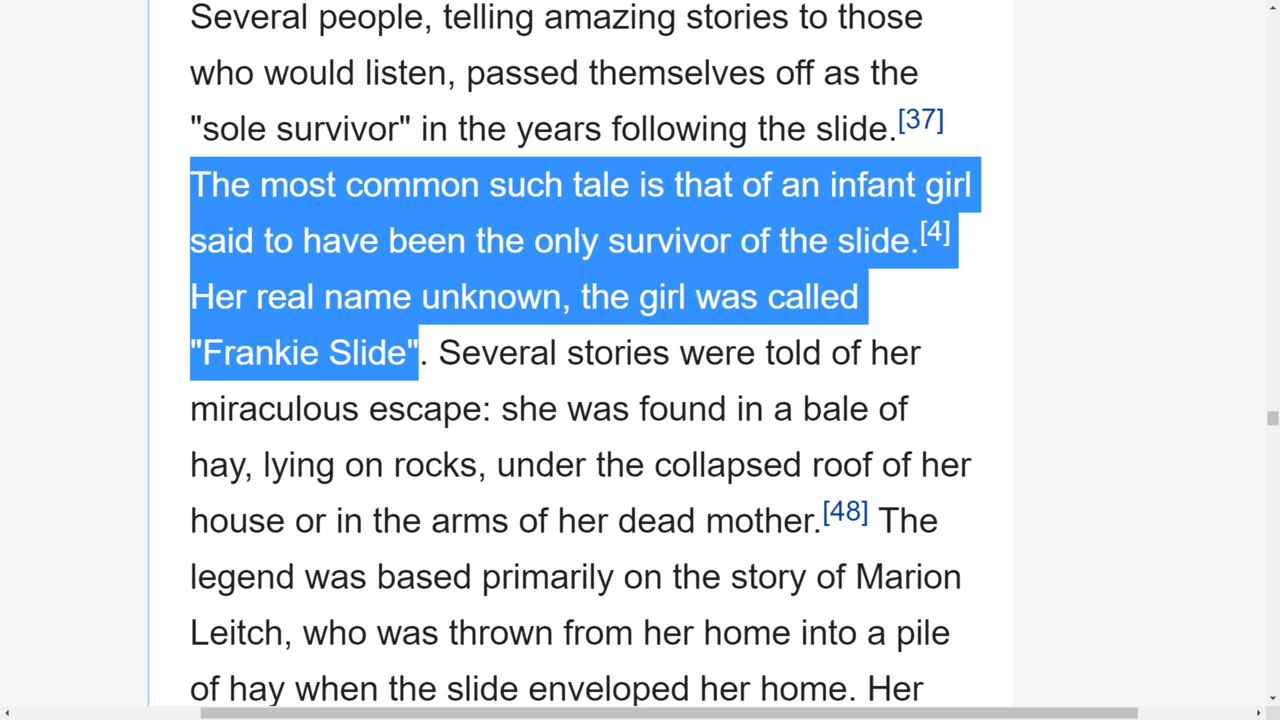 Several people, telling amazing stories to those
who would listen, passed themselves off as the
"sole survivor" in the years following the slide.[37]
The most common such tale is that of an infant girl
said to have been the only survivor of the slide.[4]
Her real name unknown, the girl was called
"Frankie Slide". Several stories were told of her
miraculous escape: she was found in a bale of
hay, lying on rocks, under the collapsed roof of her
house or in the arms of her dead mother.[48] The
legend was based primarily on the story of Marion
Leitch, who was thrown from her home into a pile
of hay when the slide enveloped her home. Her